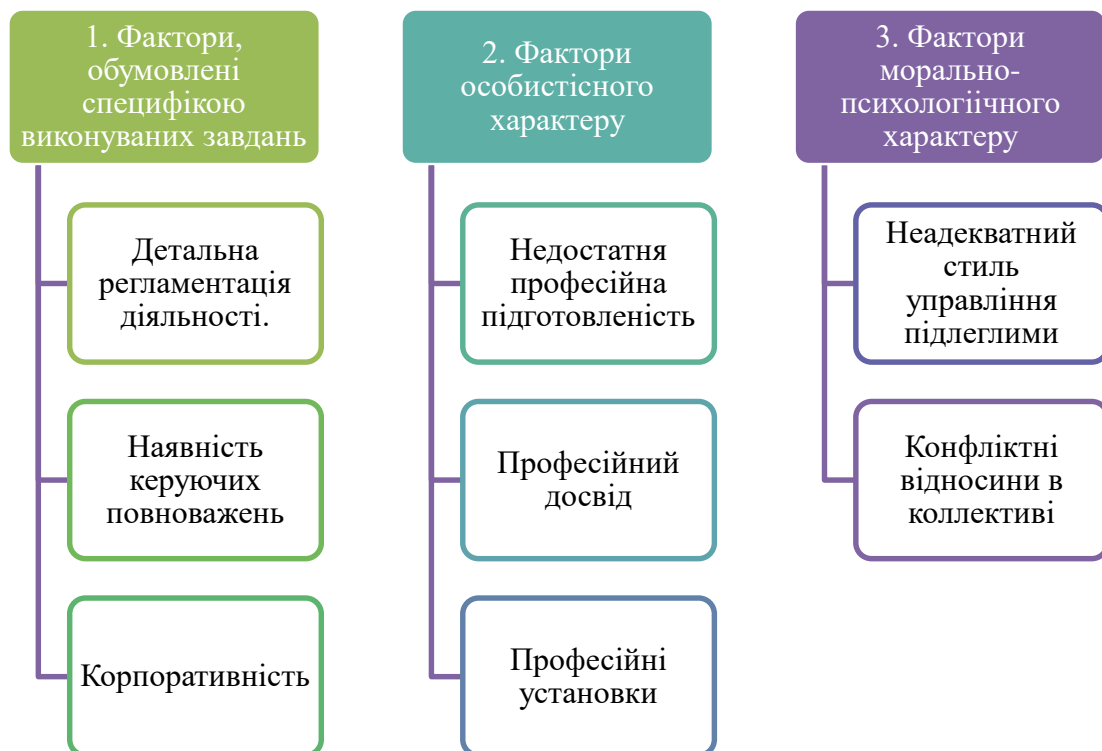 1. Фактори,
обумовлені
специфікою
виконуваних завдань
Детальна
регламентація
діяльності.
Наявність
керуючих
повноважень
Корпоративність
2. Фактори
особистісного
характеру
Недостатня
професійна
підготовленість
Професійний
досвід
Професійні
установки
3. Фактори
морально-
психологіічного
характеру
Неадекватний
стиль
управління
підлеглими
Конфліктні
відносини в
коллективі